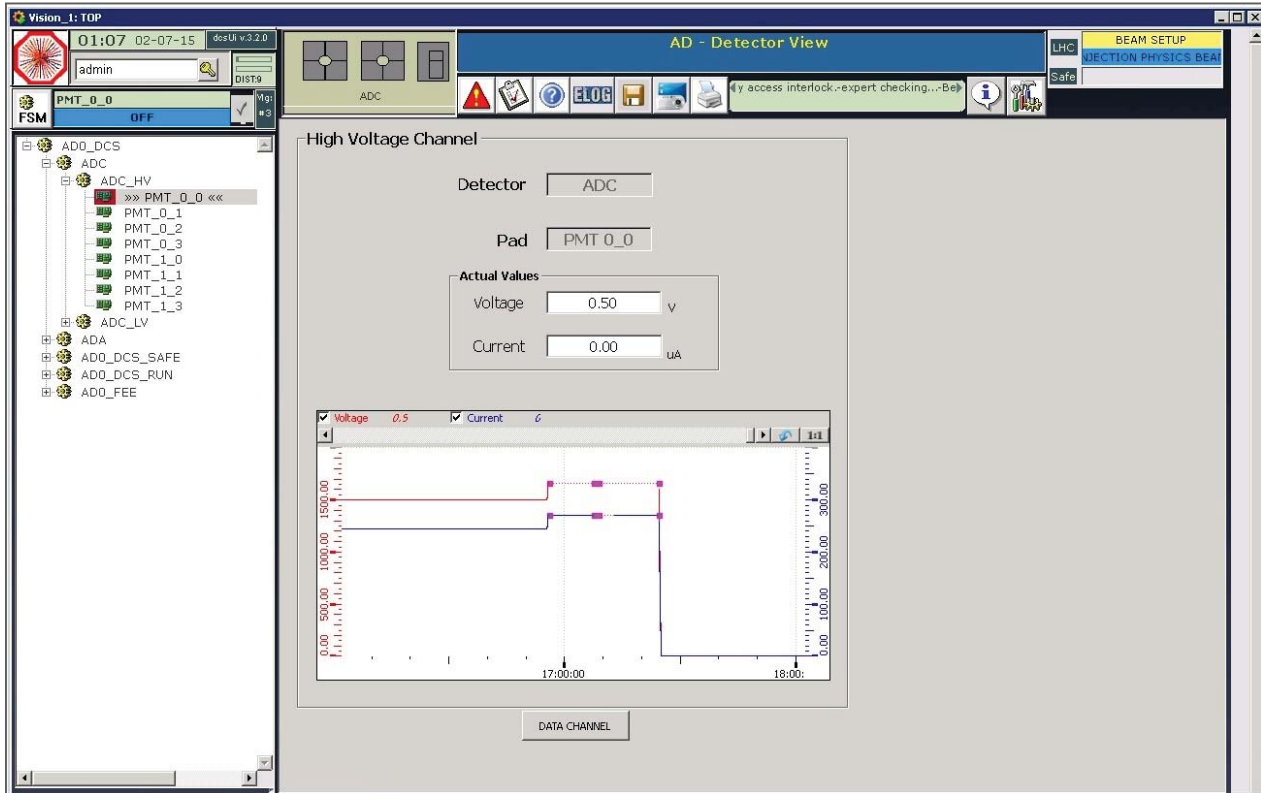 Vision_1: TOP
01:07 02-07-15 dcsUi v.3.2.0
admin
DIST:9
FSM
PMT_0_0
OFF
#3
ADC
AD - Detector View
ELOG
y access interlock.-expert checking...-Be
LHC
Safe
BEAM SETUP
JECTION PHYSICS BEA
AD0_DCS
ADC
ADC_HV
»» PMT_0_0 ««
PMT_0_1
PMT_0_2
PMT_0_3
PMT_1_0
PMT_1_1
PMT_1_2
PMT_1_3
ADC_LV
ADA
AD0_DCS_SAFE
AD0_DCS_RUN
AD0_FEE
High Voltage Channel
Detector ADC
Pad PMT 0_0
Actual Values
Voltage 0.50 V
Current 0.00 uA
Voltage 0.5 Current
1:1
1500.00
1000.00
500.00
0.00
300.00
200.00
100.00
0.00
17:00:00 18:00:
DATA CHANNEL